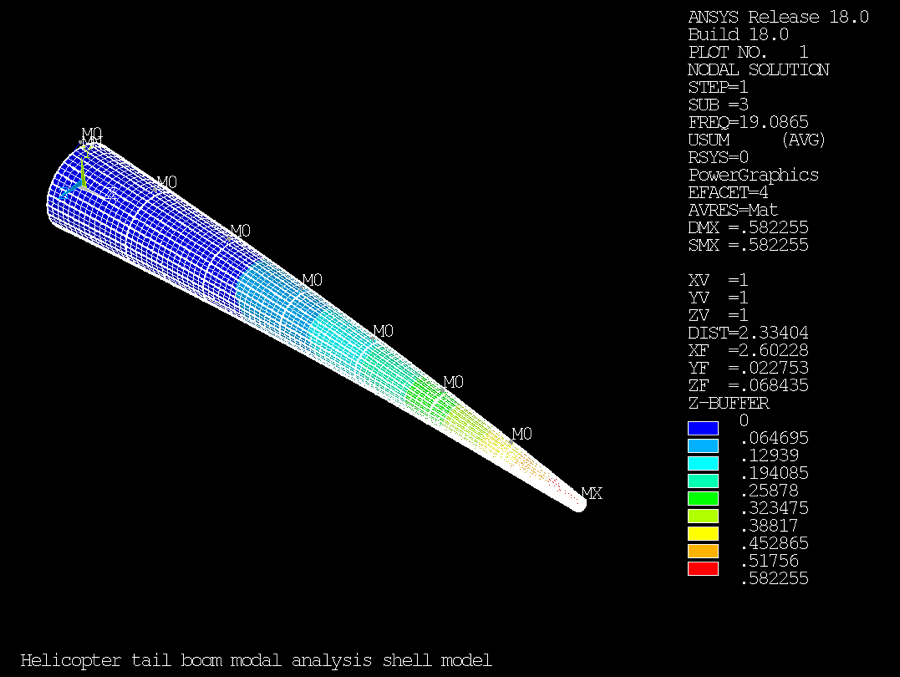 ANSYS Release 18.0
Build 18.0
PLOT NO. 1
NODAL SOLUTION
STEP=1
SUB =3
FREQ=19.0865
USUM (AVG)
RSYS=0
PowerGraphics
EFACET=4
AVRES=Mat
DMX =.582255
SMX =.582255
XV =1
YV =1
ZV =1
DIST=2.33404
XF =2.60228
YF =.022753
ZF =.068435
Z-BUFFER
0
.064695
.12939
.194085
.25878
.323475
.38817
.452865
.51756
.582255
M0
M0
M0
M0
M0
M0
M0
MX
Helicopter tail boom modal analysis shell model